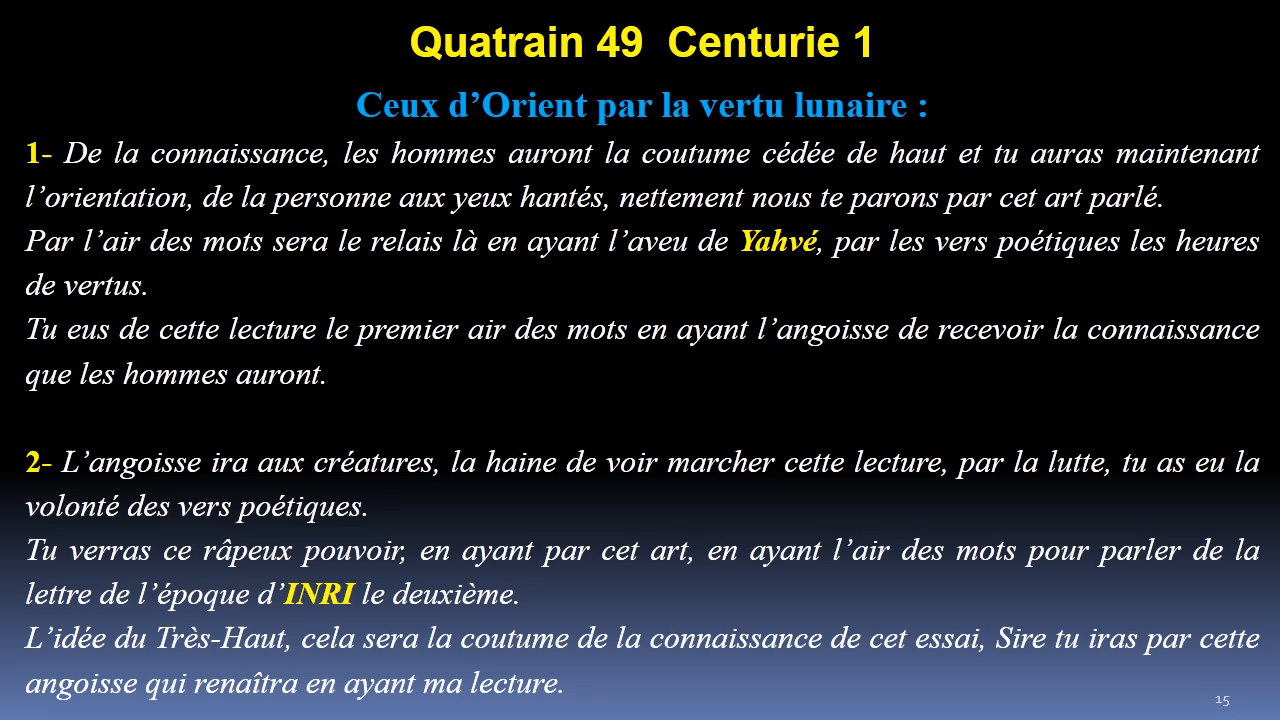 Quatrain 49  Centurie 1
Ceux d’Orient par la vertu lunaire :
1- De la connaissance, les hommes auront la coutume cédée de haut et tu auras maintenant
l’orientation, de la personne aux yeux hantés, nettement nous te parons par cet art parlé.
Par l’air des mots sera le relais là en ayant l’aveu de Yahvé, par les vers poétiques les heures
de vertus.
Tu eus de cette lecture le premier air des mots en ayant l’angoisse de recevoir la connaissance
que les hommes auront.
2- L’angoisse ira aux créatures, la haine de voir marcher cette lecture, par la lutte, tu as eu la
volonté des vers poétiques.
Tu verras ce râpeux pouvoir, en ayant par cet art, en ayant l’air des mots pour parler de la
lettre de l’époque d’INRI le deuxième.
L’idée du Très-Haut, cela sera la coutume de la connaissance de cet essai, Sire tu iras par cette
angoisse qui renaîtra en ayant ma lecture.
15